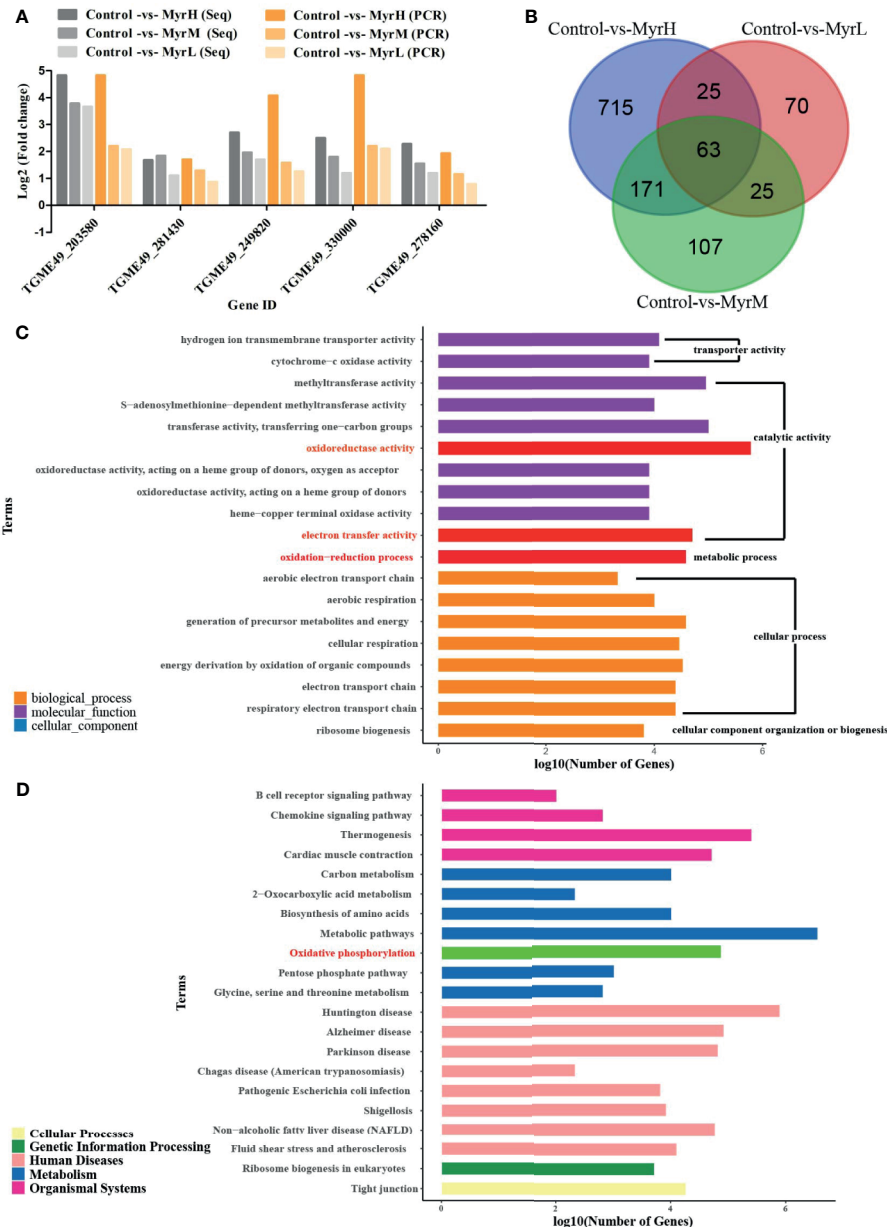 A
Control -vs- MyrH (Seq) Control -vs- MyrH (PCR)
Control -vs- MyrM (Seq) Control -vs- MyrM (PCR)
Control -vs- MyrL (Seq) Control -vs- MyrL (PCR)
Log2 (Fold change)
5
4
3
2
1
0
-1
TGME49_203580
TGME49_281430
TGME49_249820
TGME49_330000
TGME49_278160
Gene ID
B
Control-vs-MyrH Control-vs-MyrL
715 25 70
63
171 25
107
Control-vs-MyrM
C
Terms
hydrogen ion transmembrane transporter activity
transporter activity
cytochrome-c oxidase activity
methyltransferase activity
S-adenosylmethionine-dependent methyltransferase activity
transferase activity, transferring one-carbon groups
catalytic activity
oxidoreductase activity
oxidoreductase activity, acting on a heme group of donors, oxygen as acceptor
oxidoreductase activity, acting on a heme group of donors
heme-copper terminal oxidase activity
electron transfer activity
oxidation-reduction process metabolic process
aerobic electron transport chain
aerobic respiration
generation of precursor metabolites and energy
cellular process
cellular respiration
energy derivation by oxidation of organic compounds
electron transport chain
respiratory electron transport chain
ribosome biogenesis cellular component organization or biogenesis
biological_process
molecular_function
cellular_component
0 2 4 6
log10(Number of Genes)
D
Terms
B cell receptor signaling pathway
Chemokine signaling pathway
Thermogenesis
Cardiac muscle contraction
Carbon metabolism
2-Oxocarboxylic acid metabolism
Biosynthesis of amino acids
Metabolic pathways
Oxidative phosphorylation
Pentose phosphate pathway
Glycine, serine and threonine metabolism
Huntington disease
Alzheimer disease
Parkinson disease
Chagas disease (American trypanosomiasis)
Pathogenic Escherichia coli infection
Shigellosis
Non-alcoholic fatty liver disease (NAFLD)
Fluid shear stress and atherosclerosis
Ribosome biogenesis in eukaryotes
Tight junction
Cellular Processes
Genetic Information Processing
Human Diseases
Metabolism
Organismal Systems
0 2 4 6
log10(Number of Genes)